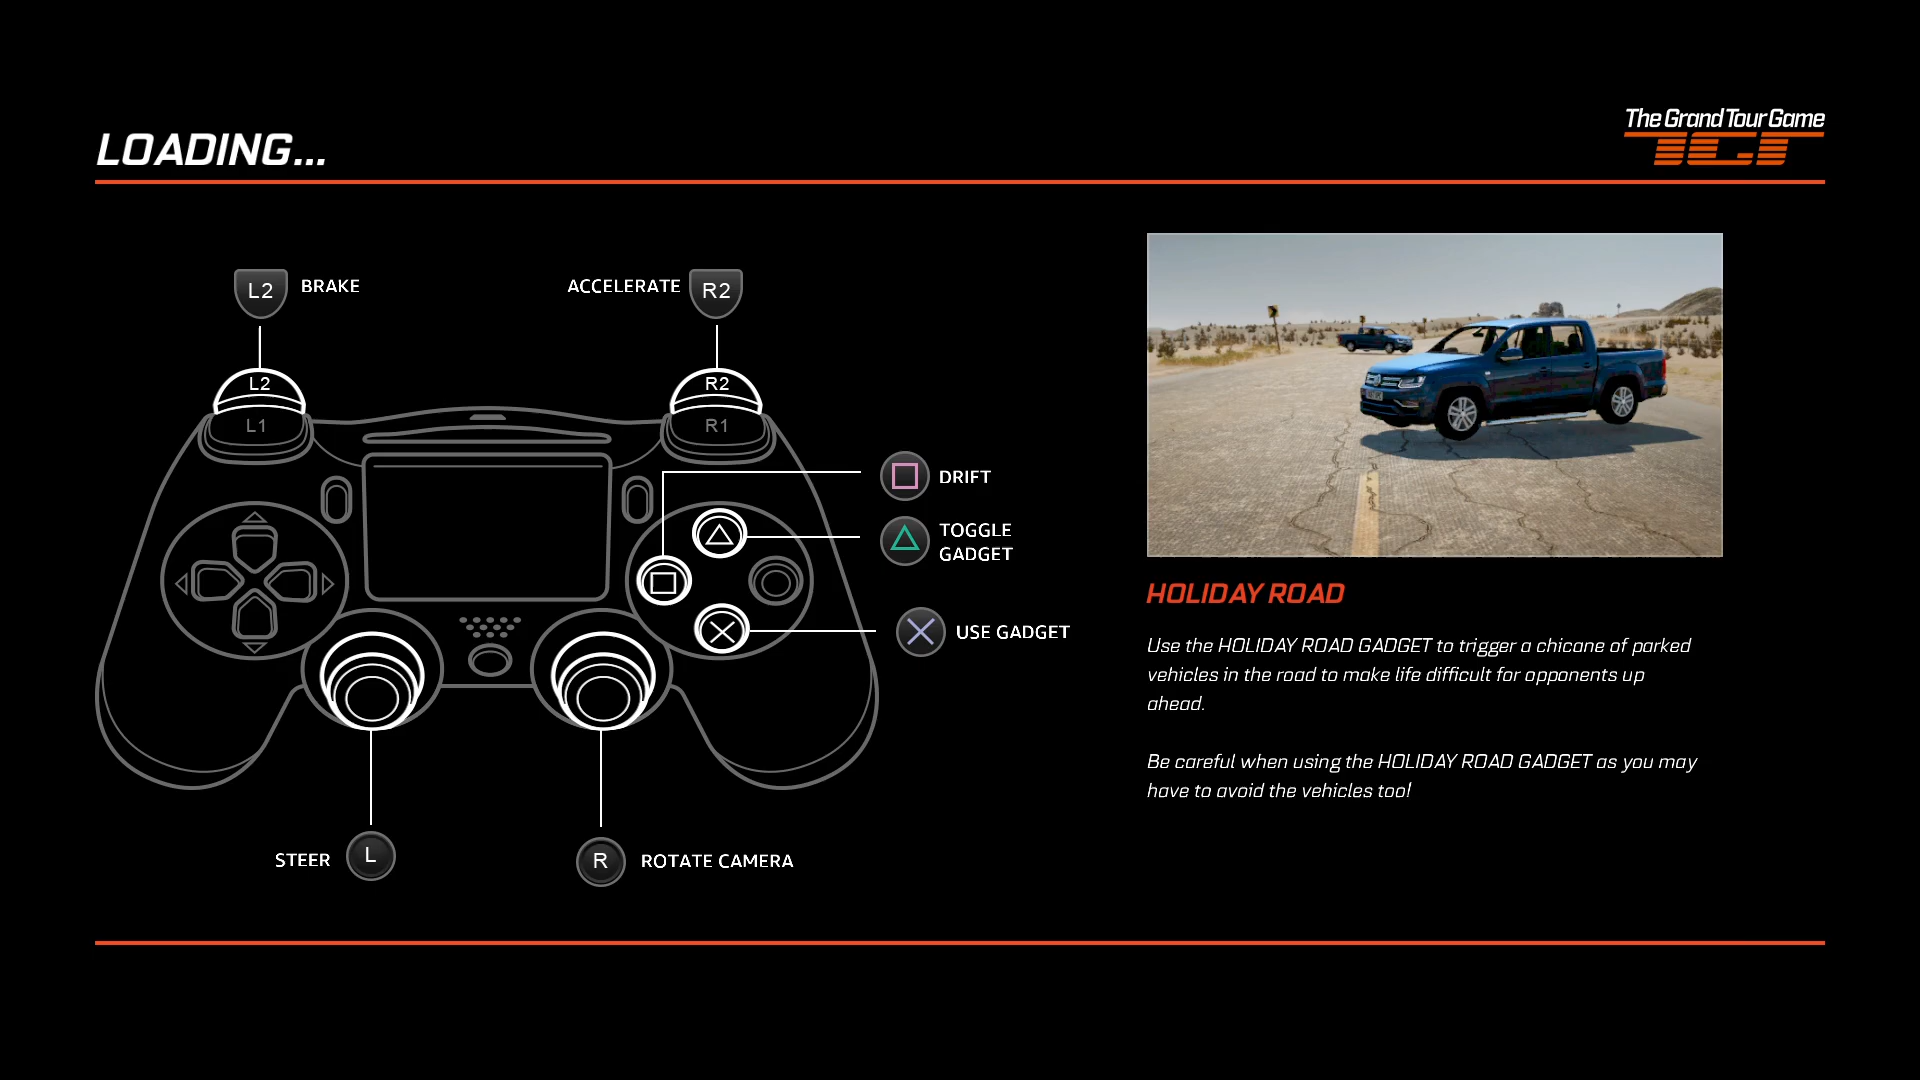 LOADING...
The Grand Tour Game
TGT
L2 BRAKE
ACCELERATE R2
L2
R2
L1
R1
DRIFT
TOGGLE
GADGET
USE GADGET
STEER L
R ROTATE CAMERA
HOLIDAY ROAD
Use the HOLIDAY ROAD GADGET to trigger a chicane of parked
vehicles in the road to make life difficult for opponents up
ahead.
Be careful when using the HOLIDAY ROAD GADGET as you may
have to avoid the vehicles too!